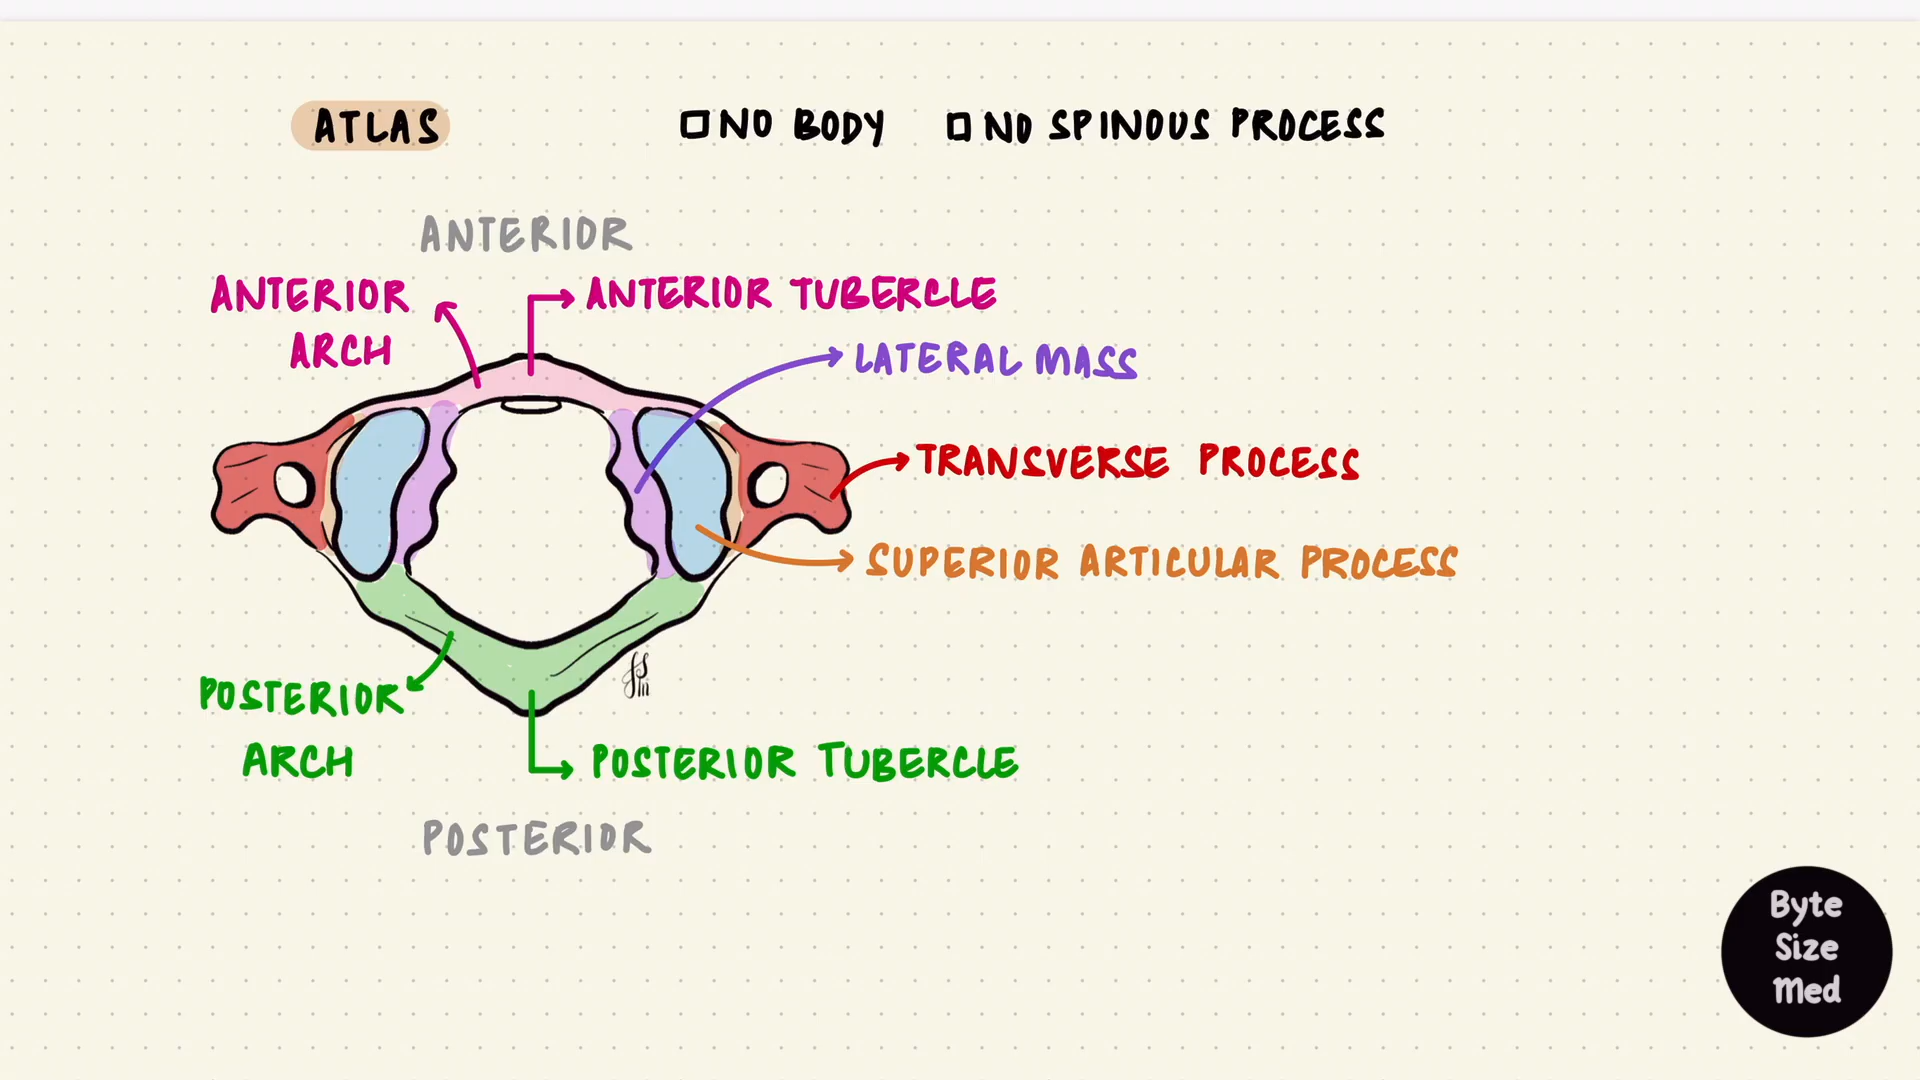 ATLAS
NO BODY
NO SPINOUS PROCESS
ANTERIOR
ANTERIOR
ARCH
ANTERIOR TUBERCLE
LATERAL MASS
TRANSVERSE PROCESS
SUPERIOR ARTICULAR PROCESS
POSTERIOR
ARCH
POSTERIOR TUBERCLE
POSTERIOR
Byte
Size
Med